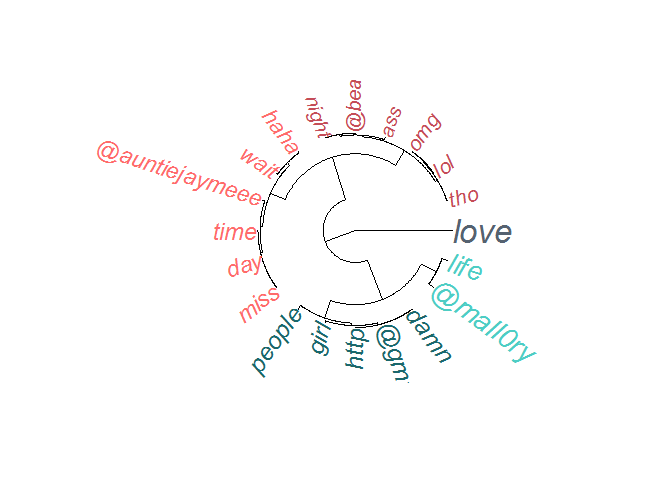 love
tho
lol
omg
ass
@bea
night
haha
wait
@auntiejaymeee
time
day
miss
people
girl
http
@gm
damn
@mall0ry
life